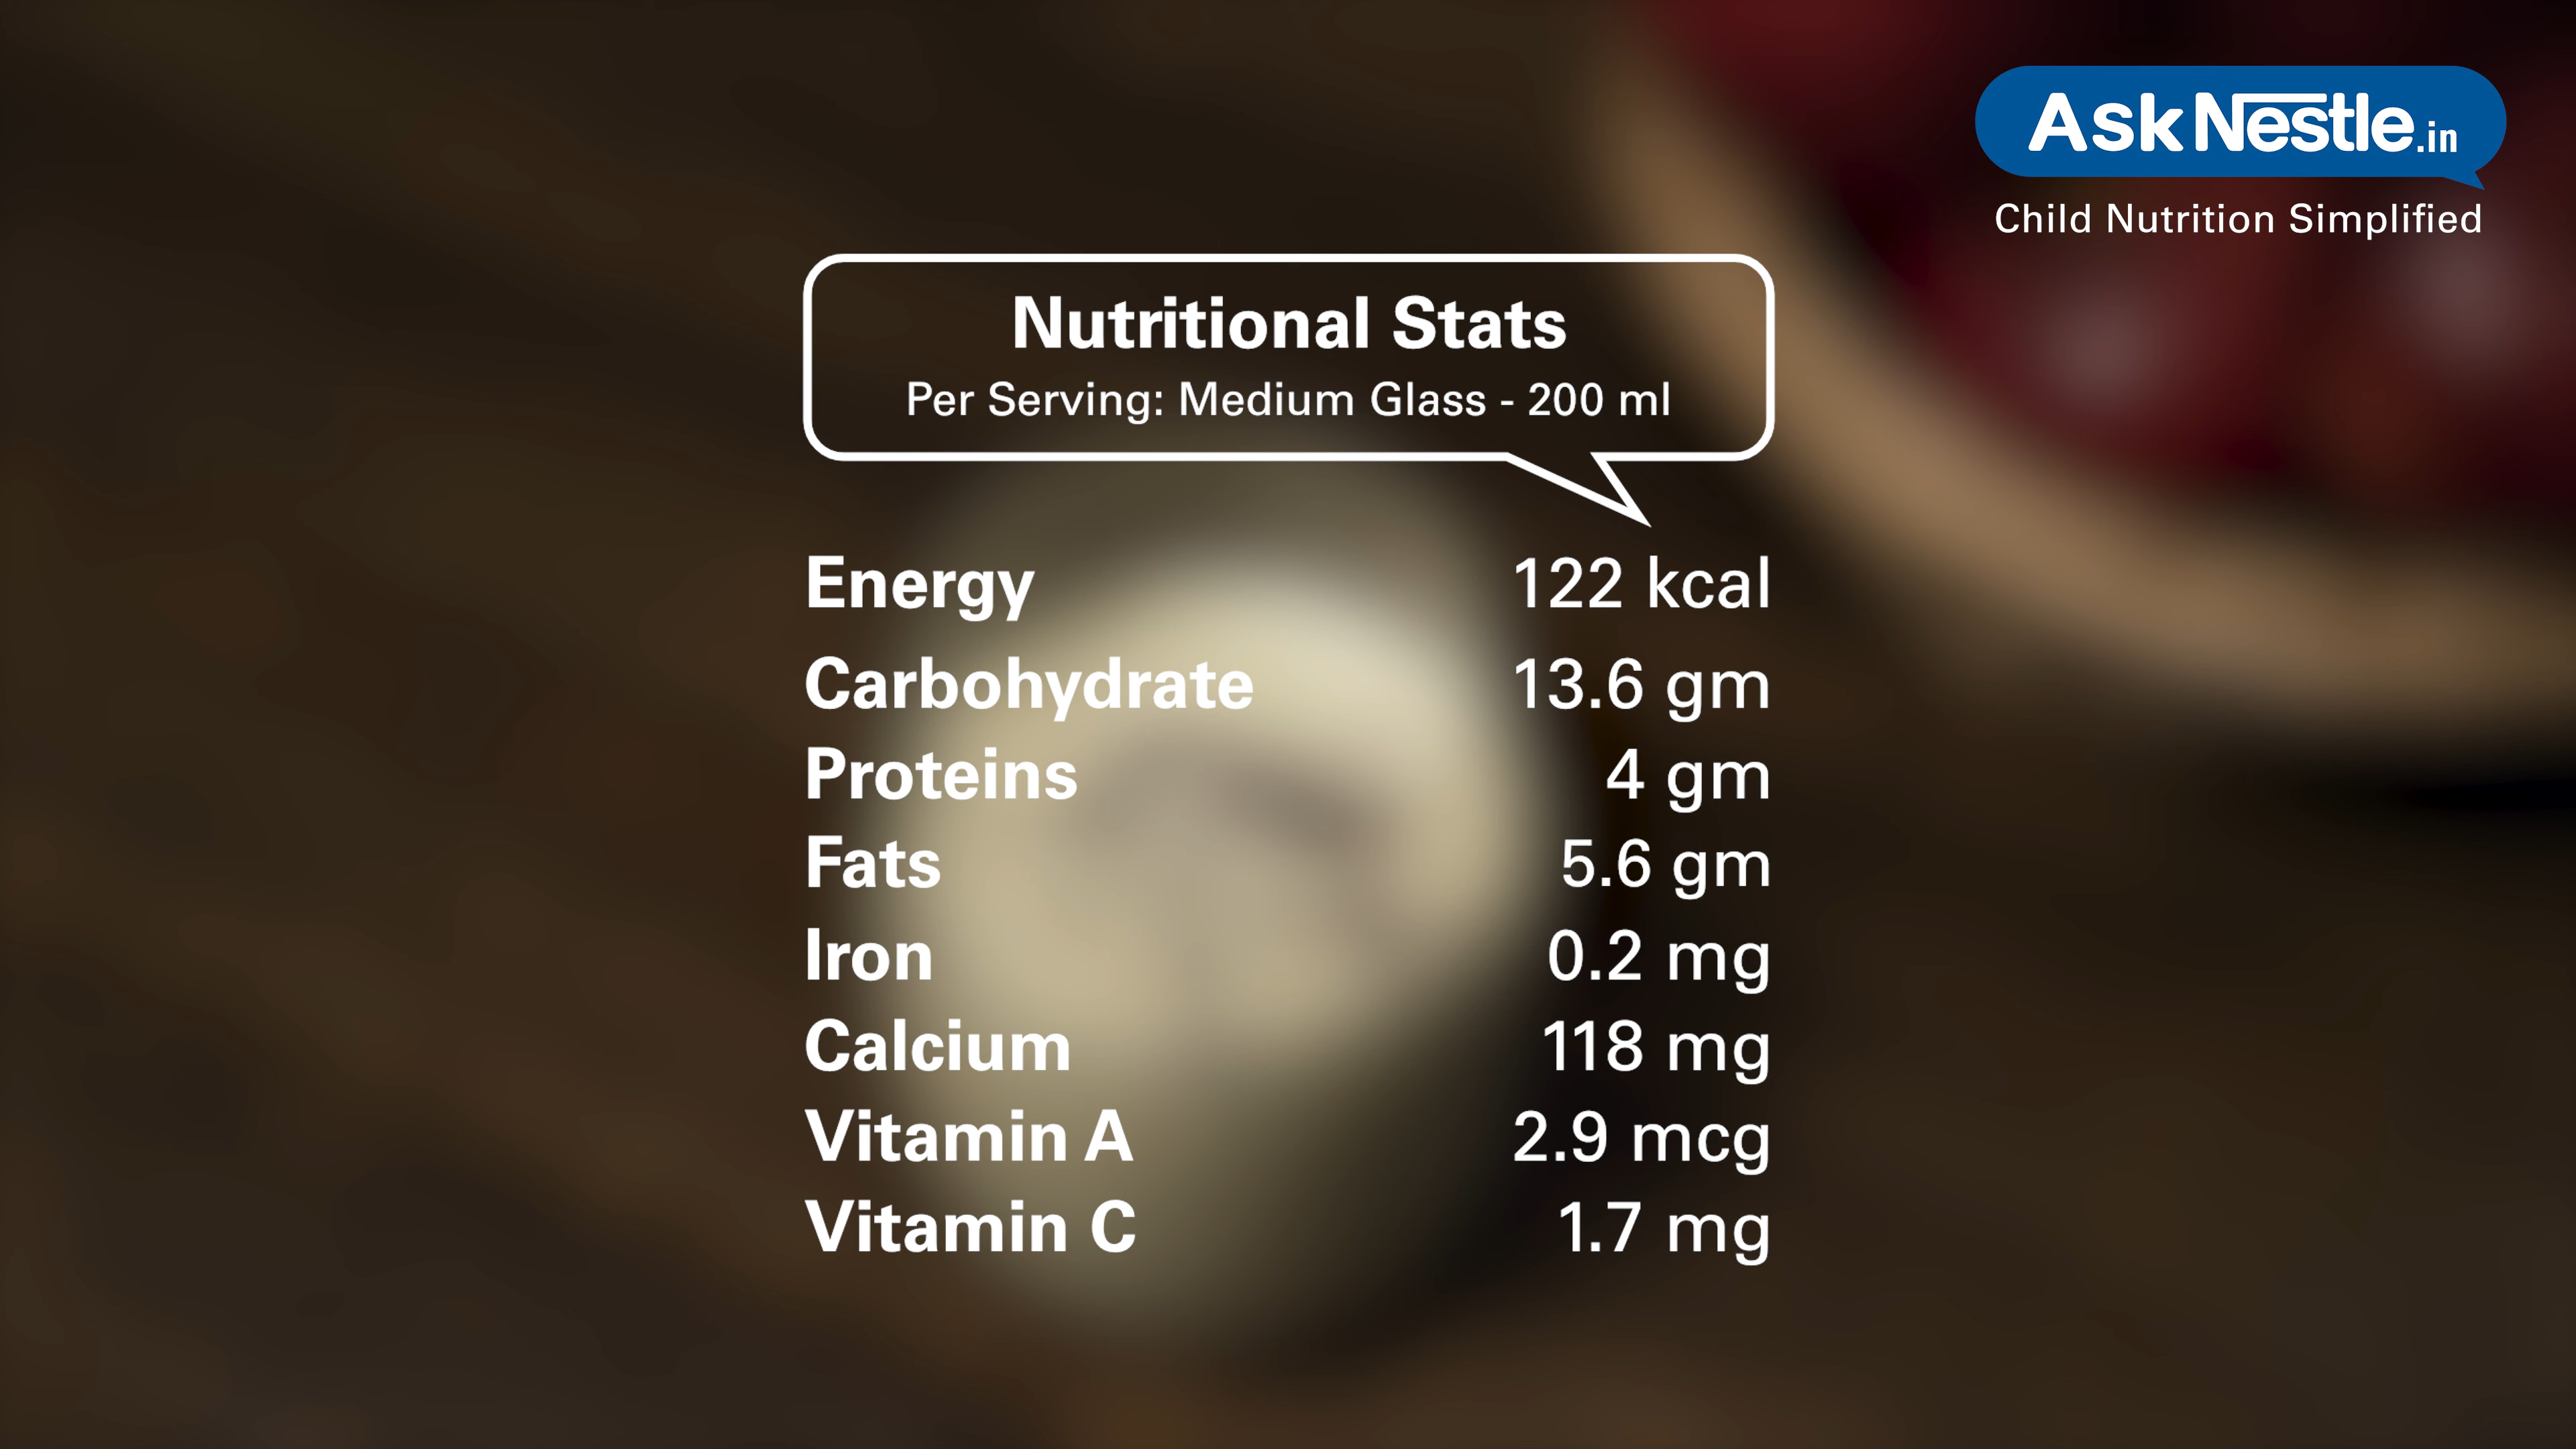 AskNestle.in
Child Nutrition Simplified
Nutritional Stats
Per Serving: Medium Glass - 200 ml
Energy 122 kcal
Carbohydrate 13.6 gm
Proteins 4 gm
Fats 5.6 gm
Iron 0.2 mg
Calcium 118 mg
Vitamin A 2.9 mcg
Vitamin C 1.7 mg